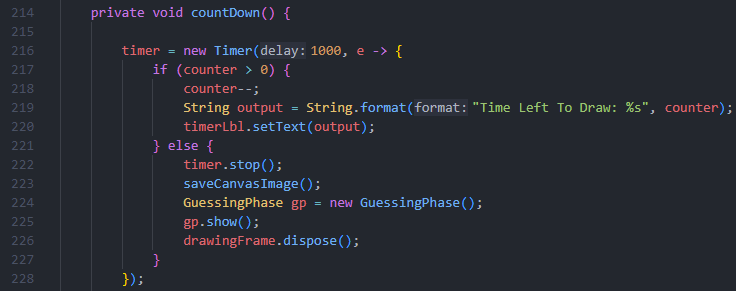 214 private void countDown() {
215
216 timer = new Timer(delay: 1000, e -> {
217 if (counter > 0) {
218 counter--;
219 String output = String.format(format: "Time Left To Draw: %s", counter);
220 timerLbl.setText(output);
221 } else {
222 timer.stop();
223 saveCanvasImage();
224 GuessingPhase gp = new GuessingPhase();
225 gp.show();
226 drawingFrame.dispose();
227 }
228 });